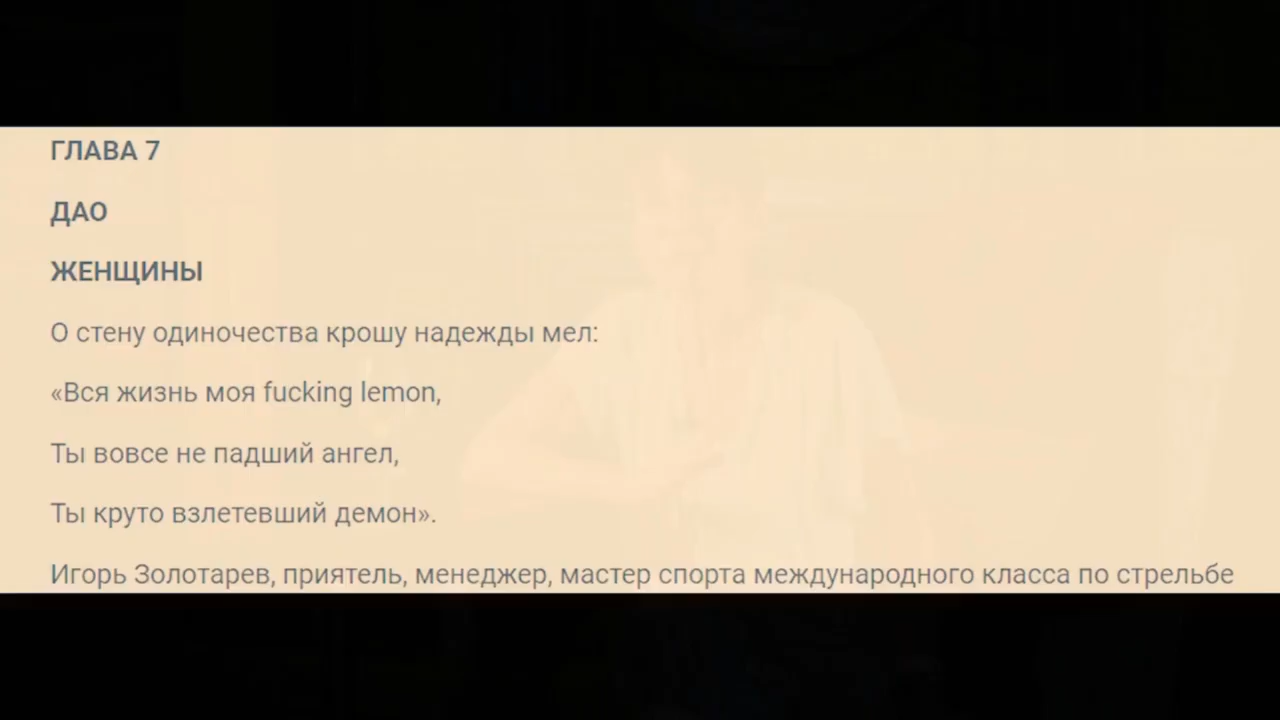 ГЛАВА 7
ДАО
ЖЕНЩИНЫ
О стену одиночества крошу надежды мел:
«Вся жизнь моя fucking lemon,
Ты вовсе не падший ангел,
Ты круто взлетевший демон».
Игорь Золотарев, приятель, менеджер, мастер спорта международного класса по стрельбе